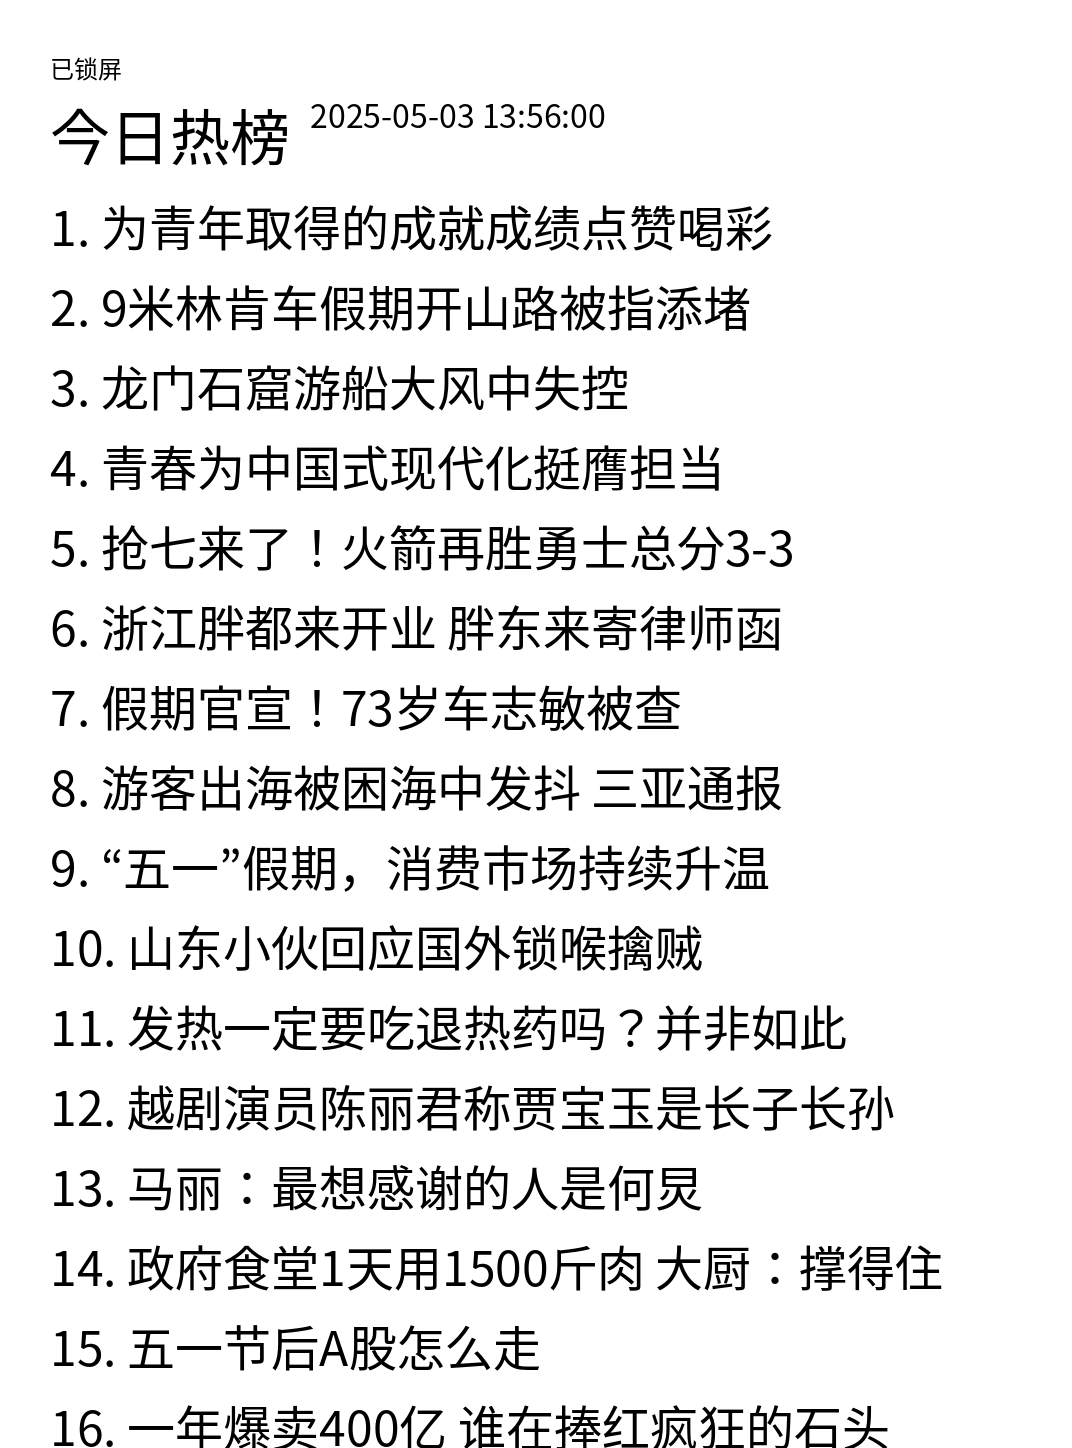 已锁屏
今日热榜 2025-05-03 13:56:00
1. 为青年取得的成就成绩点赞喝彩
2. 9米林肯车假期开山路被指添堵
3. 龙门石窟游船大风中失控
4. 青春为中国式现代化挺膺担当
5. 抢七来了！火箭再胜勇士总分3-3
6. 浙江胖都来开业 胖东来寄律师函
7. 假期官宣！73岁车志敏被查
8. 游客出海被困海中发抖 三亚通报
9. “五一”假期，消费市场持续升温
10. 山东小伙回应国外锁喉擒贼
11. 发热一定要吃退热药吗？并非如此
12. 越剧演员陈丽君称贾宝玉是长子长孙
13. 马丽：最想感谢的人是何炅
14. 政府食堂1天用1500斤肉 大厨：撑得住
15. 五一节后A股怎么走
16. 一年爆卖400亿 谁在捧红疯狂的石头